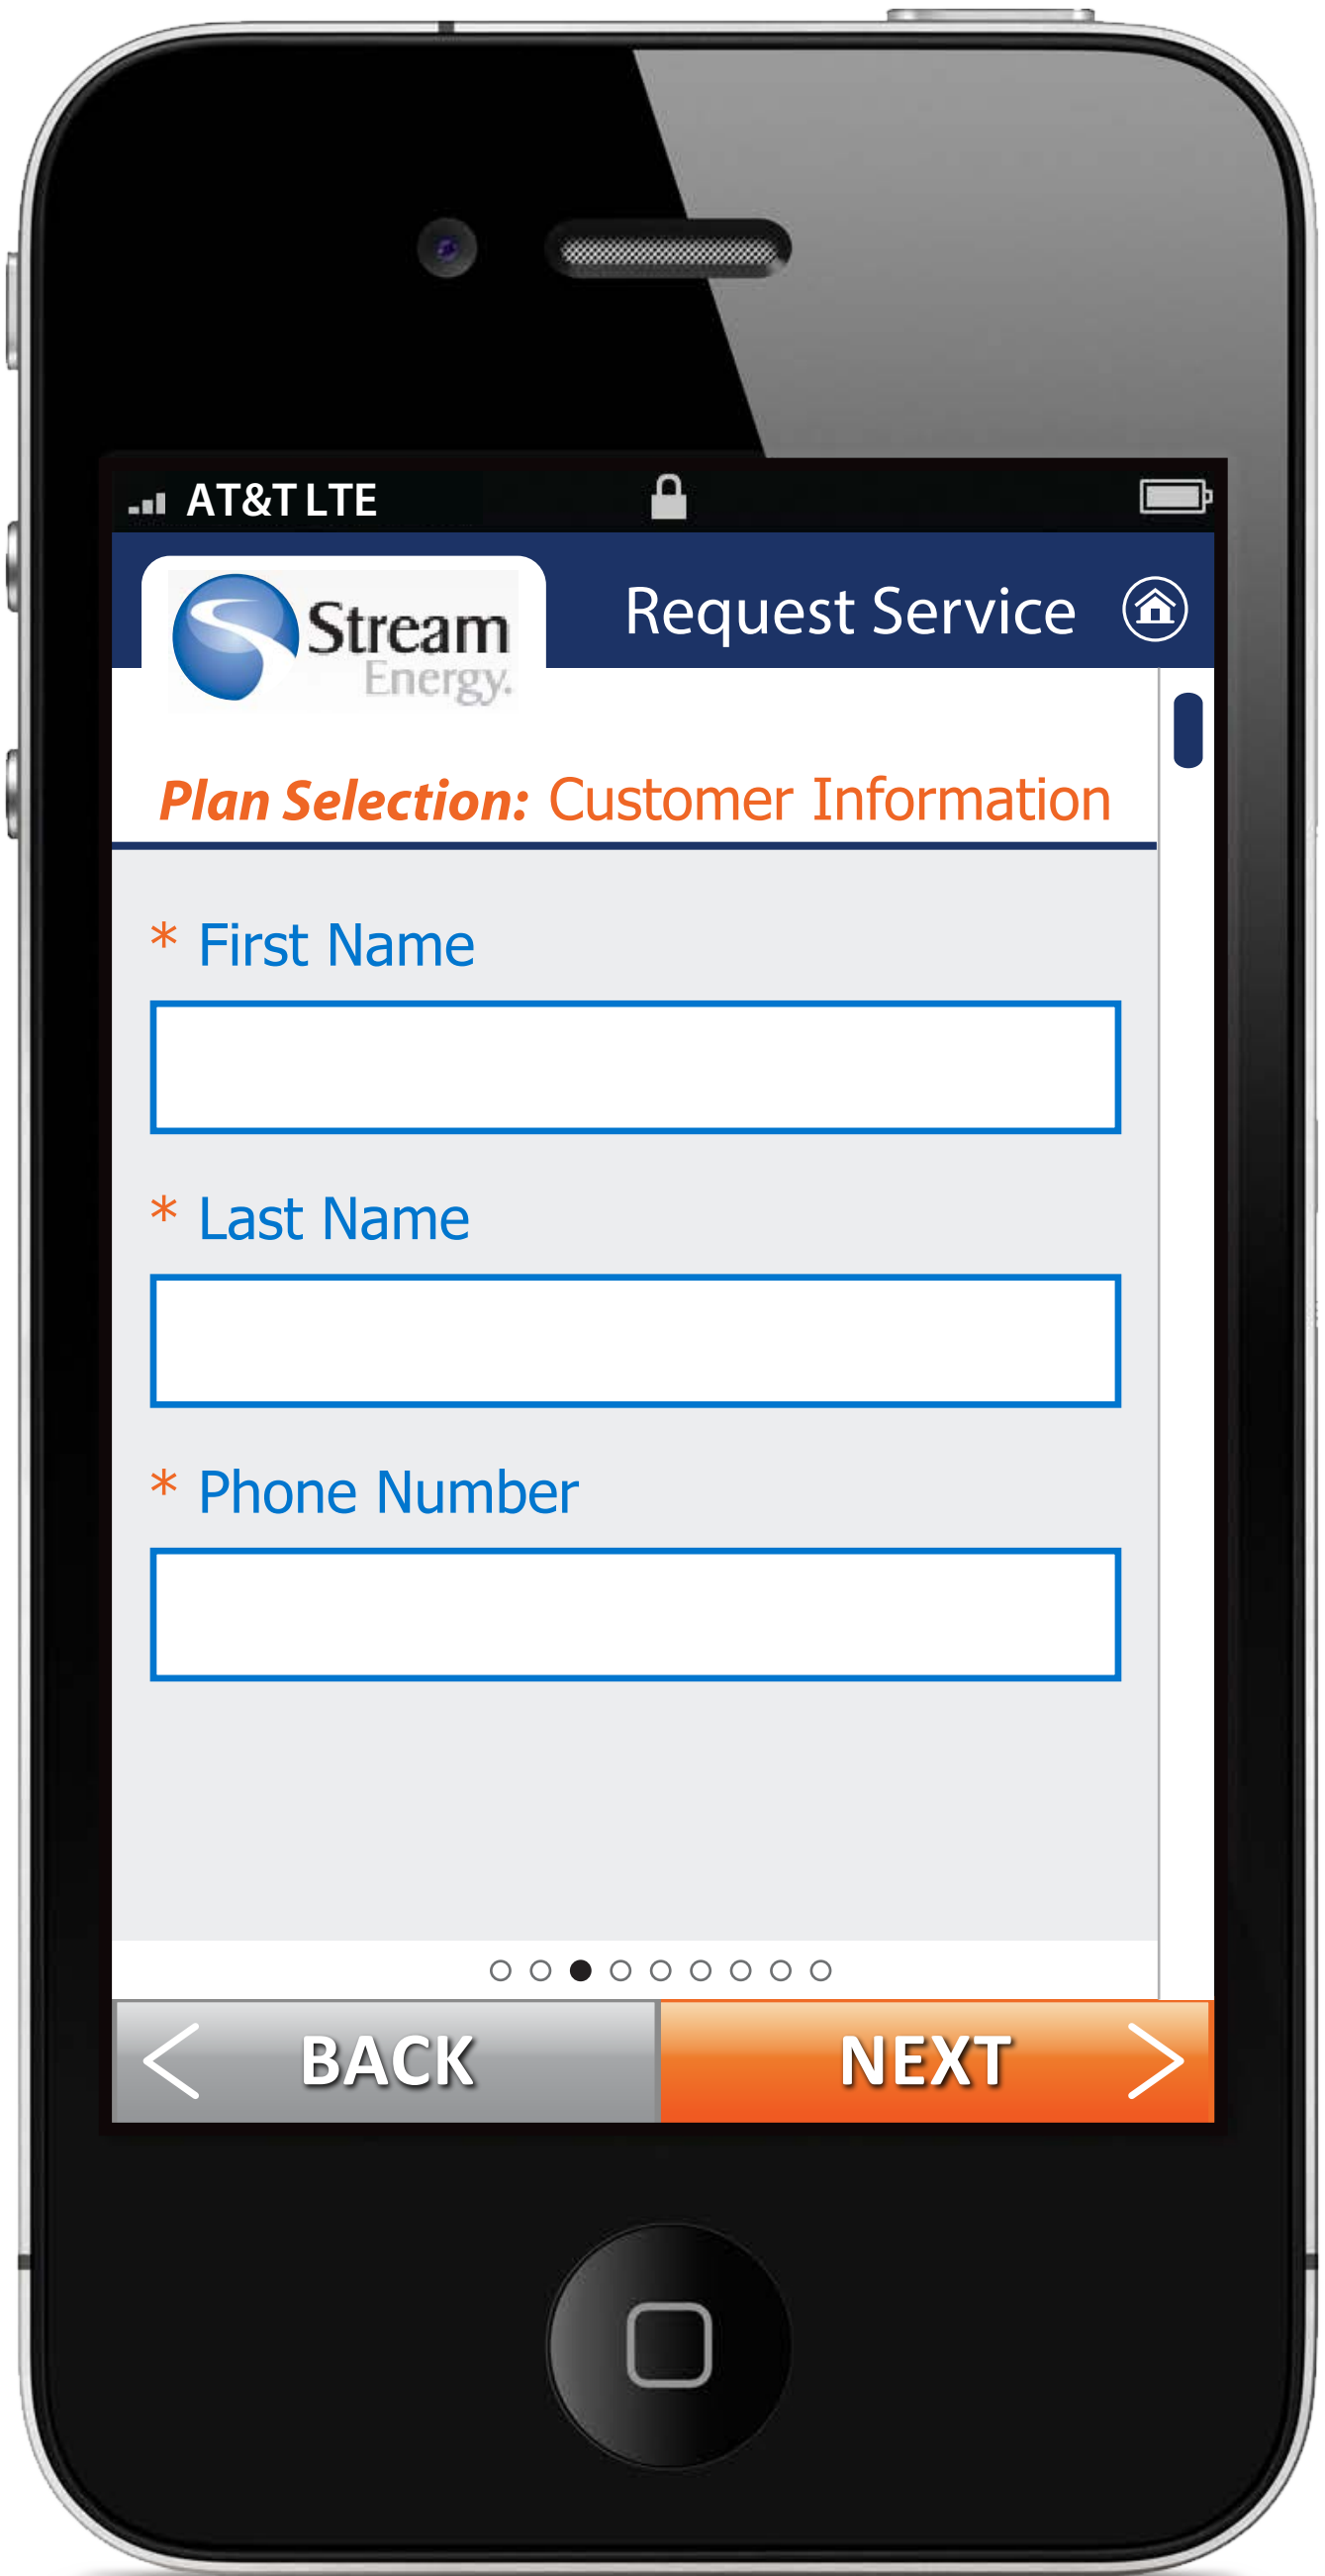 AT&T LTE
Stream
Energy.
Request Service
Plan Selection: Customer Information
* First Name
* Last Name
* Phone Number
BACK
NEXT